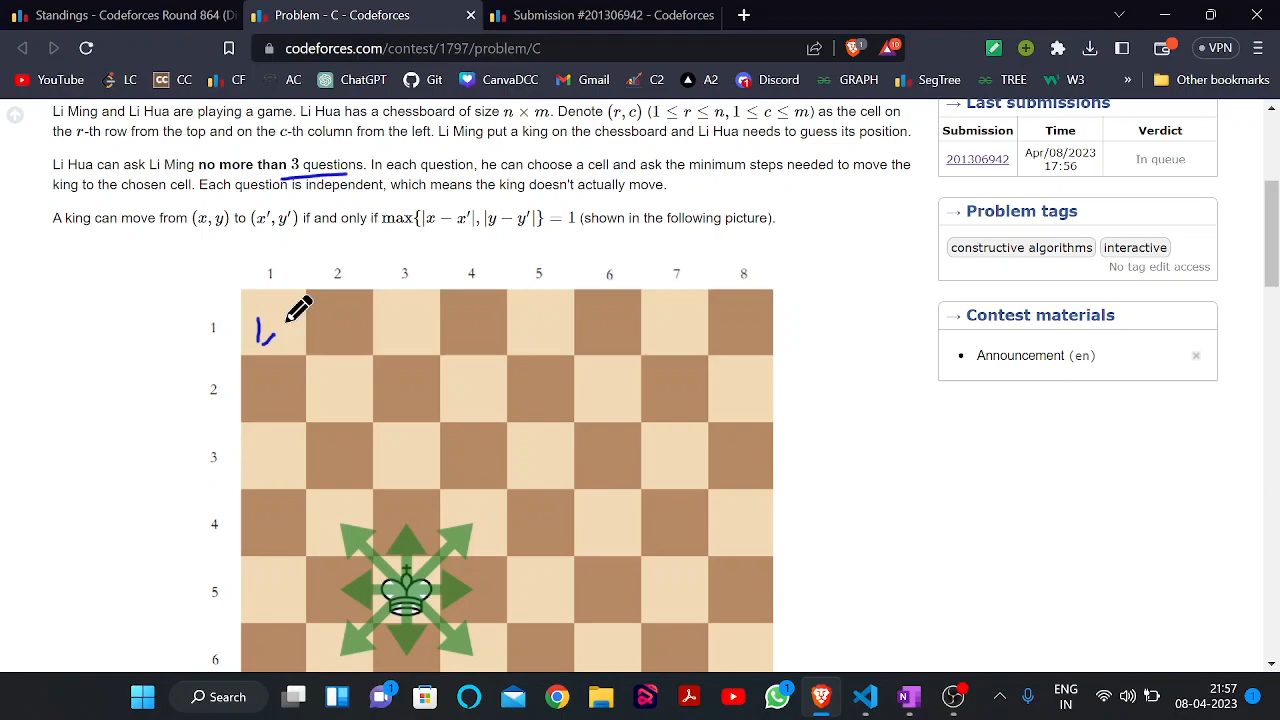 Standings - Codeforces Round 864 (Di
Problem - C - Codeforces
Submission #201306942 - Codeforces
codeforces.com/contest/1797/problem/C
1
10
VPN
YouTube
LC
CC CC
CF
AC
ChatGPT
Git
CanvaDCC
Gmail
C2
A2
Discord
GRAPH
SegTree
TREE
W3
»
Other bookmarks
Li Ming and Li Hua are playing a game. Li Hua has a chessboard of size n × m. Denote (r, c) (1 ≤ r ≤ n, 1 ≤ c ≤ m) as the cell on
the r-th row from the top and on the c-th column from the left. Li Ming put a king on the chessboard and Li Hua needs to guess its position.
Li Hua can ask Li Ming no more than 3 questions. In each question, he can choose a cell and ask the minimum steps needed to move the
king to the chosen cell. Each question is independent, which means the king doesn't actually move.
A king can move from (x, y) to (x′, y′) if and only if max{|x − x′|, |y − y′|} = 1 (shown in the following picture).
1 2 3 4 5 6 7 8
1
2
3
4
5
6
→ Last submissions
Submission Time Verdict
201306942 Apr/08/2023 17:56 In queue
→ Problem tags
constructive algorithms interactive
No tag edit access
→ Contest materials
Announcement (en)
Search
1
1
ENG
IN
21:57
08-04-2023
1